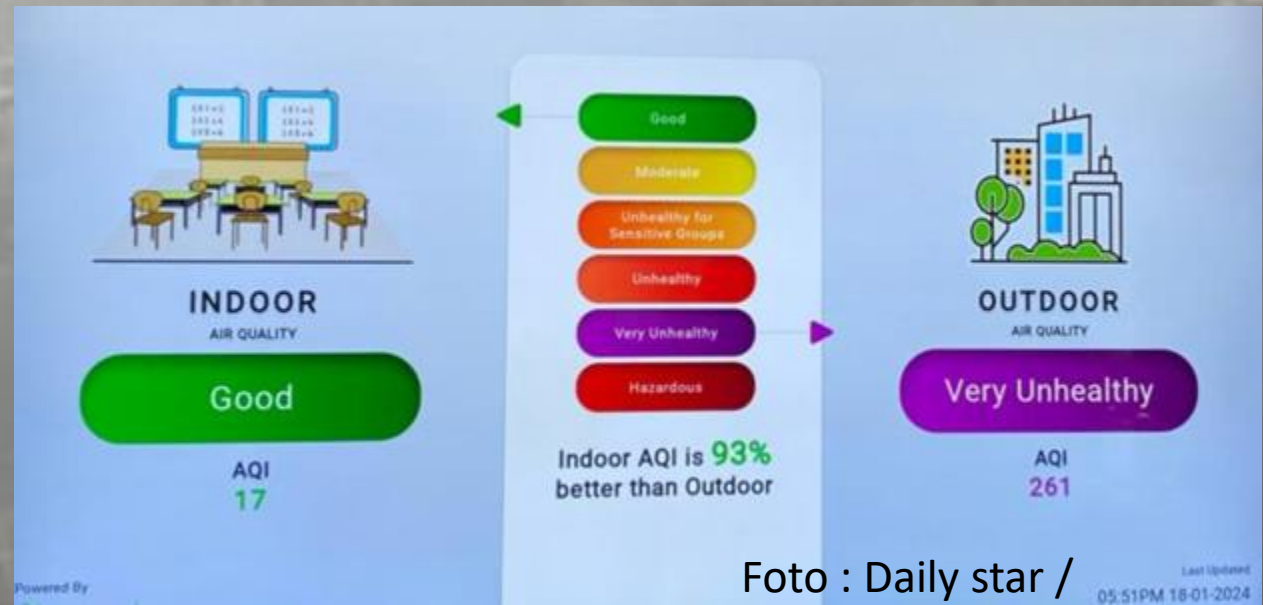 INDOOR
AIR QUALITY
Good
AQI
17
Good
Moderate
Unhealthy for
Sensitive Groups
Unhealthy
Very Unhealthy
Hazardous
Indoor AQI is 93%
better than Outdoor
OUTDOOR
AIR QUALITY
Very Unhealthy
AQI
261
Powered By
Foto : Daily star /
Last Updated
05:51PM 18-01-2024